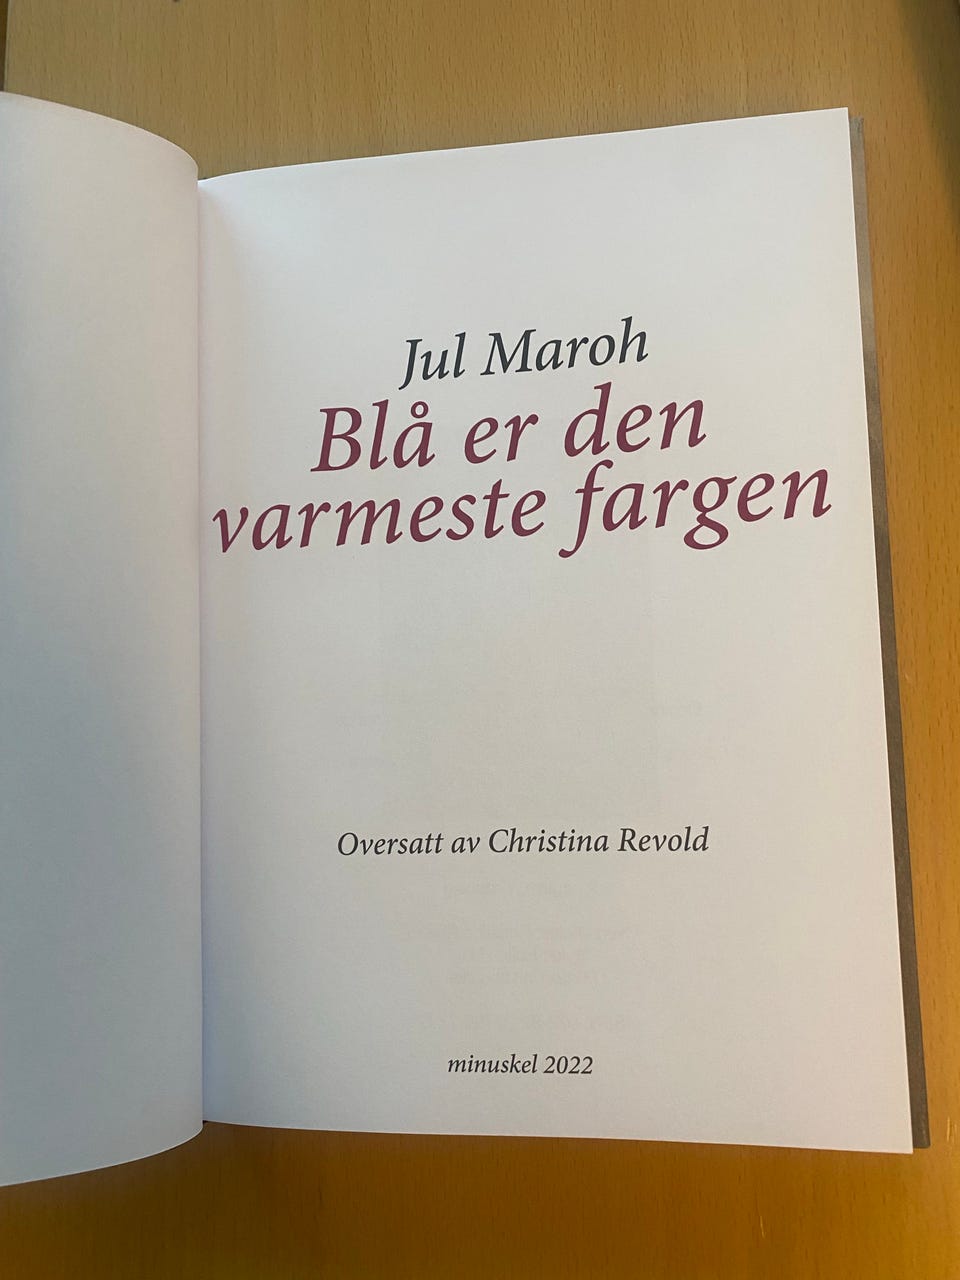 Jul Maroh
Blå er den
varmeste fargen
Oversatt av Christina Revold
minuskel 2022